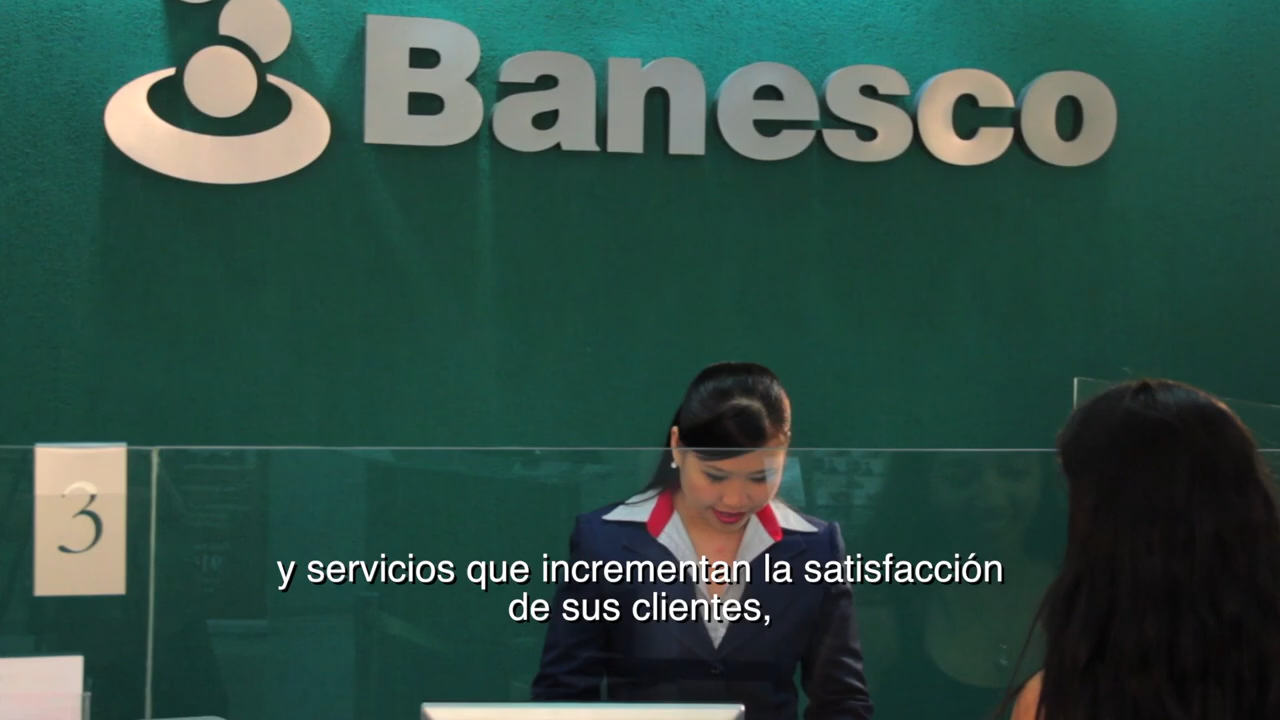 Banesco
3
y servicios que incrementan la satisfacción
de sus clientes,